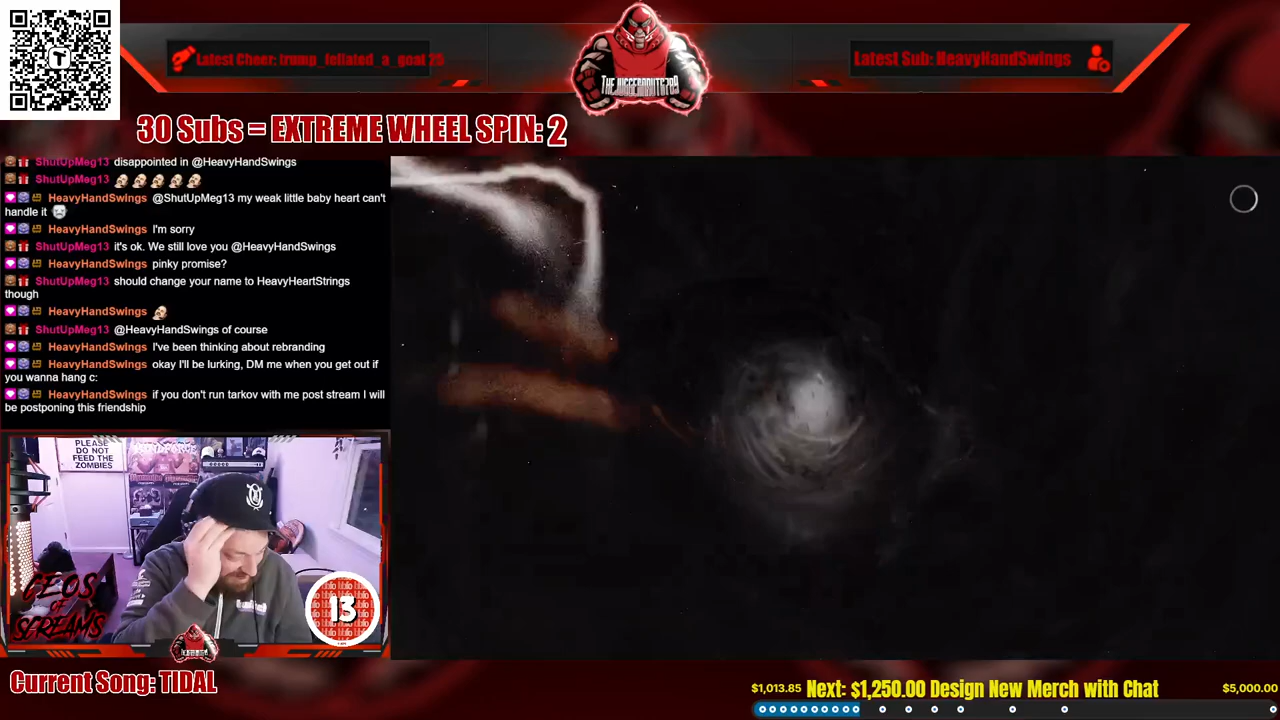 Latest Cheer: trump_fellated_a_goat 25
THEJUGGERNAUT6789
Latest Sub: HeavyHandSwings
30 Subs = EXTREME WHEEL SPIN: 2
ShutUpMeg13 disappointed in @HeavyHandSwings
ShutUpMeg13
HeavyHandSwings @ShutUpMeg13 my weak little baby heart can't
handle it
HeavyHandSwings I'm sorry
ShutUpMeg13 it's ok. We still love you @HeavyHandSwings
HeavyHandSwings pinky promise?
ShutUpMeg13 should change your name to HeavyHeartStrings
though
HeavyHandSwings
ShutUpMeg13 @HeavyHandSwings of course
HeavyHandSwings I've been thinking about rebranding
HeavyHandSwings okay I'll be lurking, DM me when you get out if
you wanna hang c:
HeavyHandSwings if you don't run tarkov with me post stream I will
be postponing this friendship
PLEASE
DO NOT
FEED THE
ZOMBIES
GEOS
OF
SCREAMS
13
Current Song: TIDAL
$1,013.85 Next: $1,250.00 Design New Merch with Chat $5,000.00